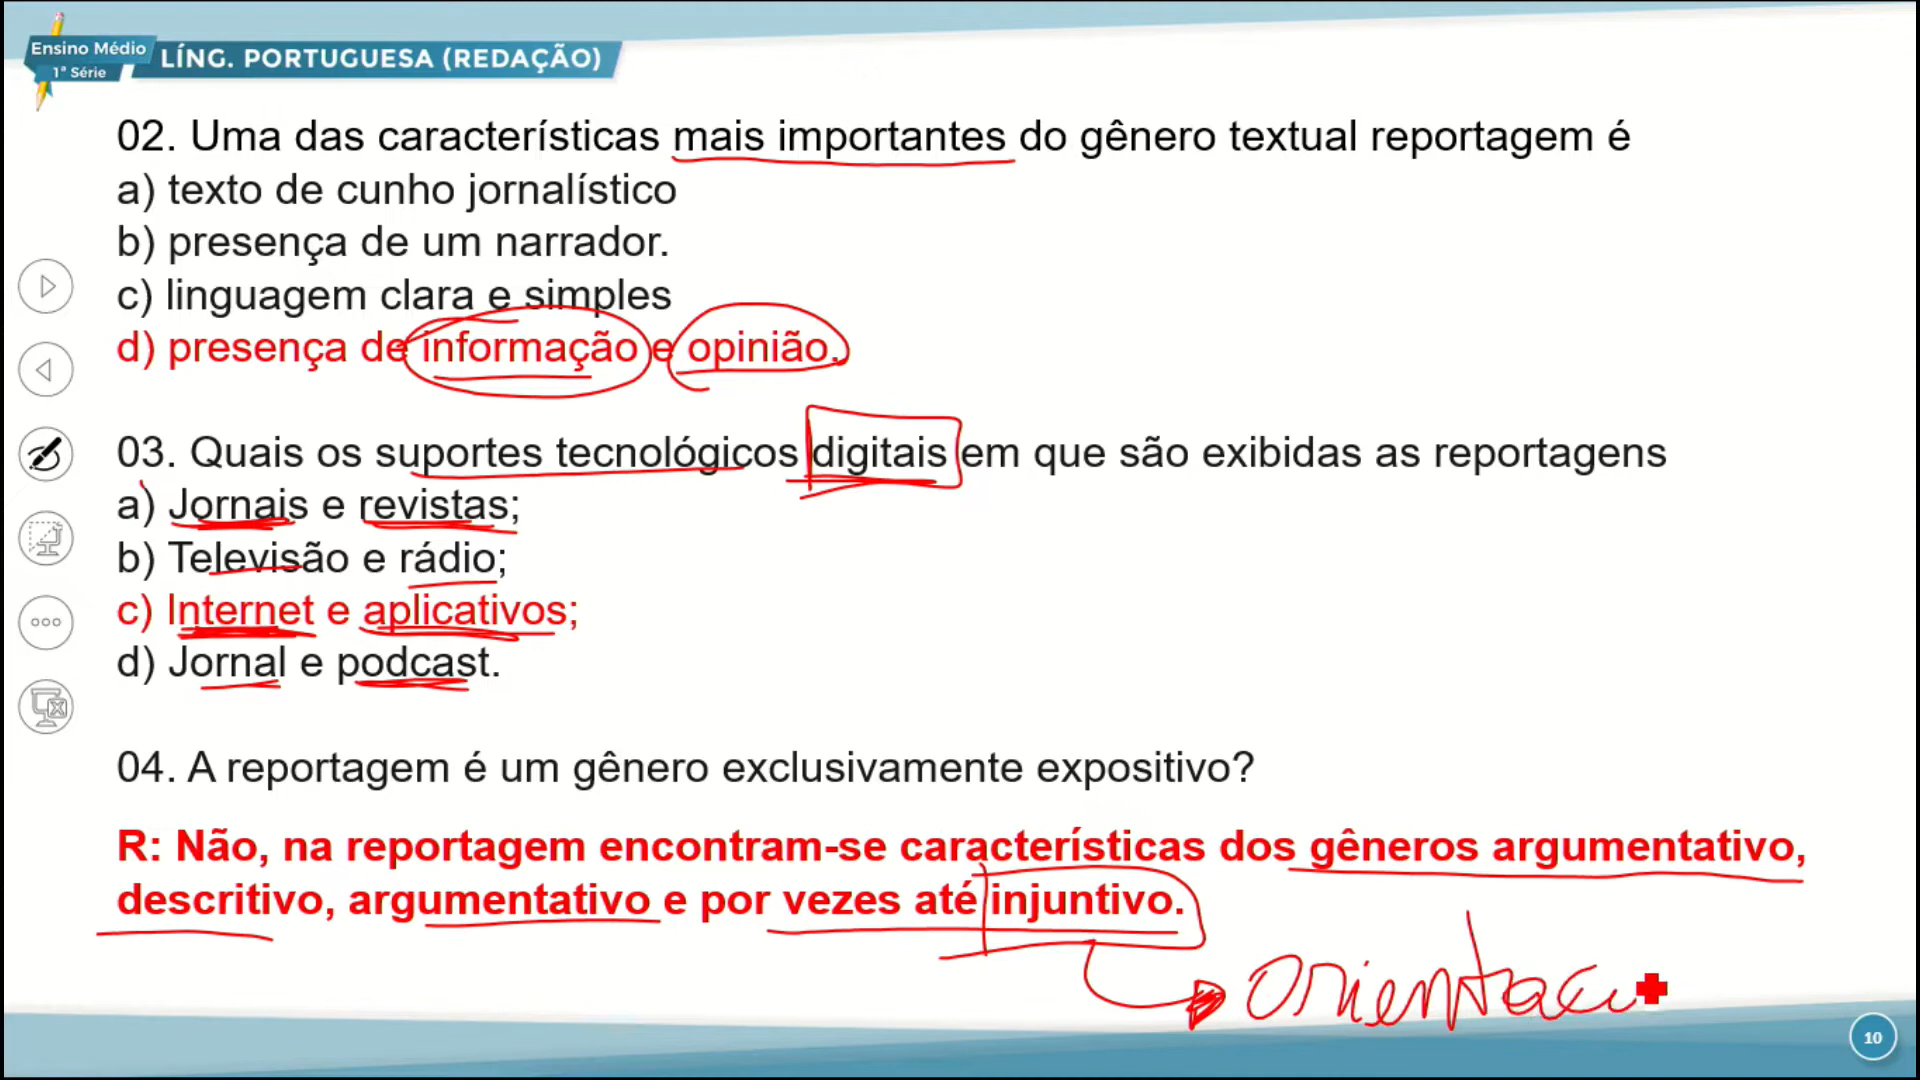 Ensino Médio
1ª Série
LÍNG. PORTUGUESA (REDAÇÃO)
02. Uma das características mais importantes do gênero textual reportagem é
a) texto de cunho jornalístico
b) presença de um narrador.
c) linguagem clara e simples
d) presença de informação e opinião.
03. Quais os suportes tecnológicos digitais em que são exibidas as reportagens
a) Jornais e revistas;
b) Televisão e rádio;
c) Internet e aplicativos;
d) Jornal e podcast.
04. A reportagem é um gênero exclusivamente expositivo?
R: Não, na reportagem encontram-se características dos gêneros argumentativo,
descritivo, argumentativo e por vezes até injuntivo.
10